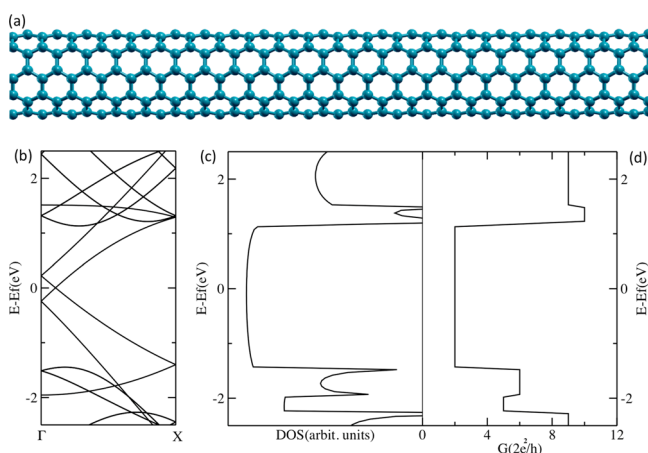 (a)
(b)
(c)
(d)
E-Ef(eV)
2
0
-2
Γ
X
E-Ef(eV)
2
0
-2
DOS(arbit. units)
0
4
8
12
G(2e²/h)
2
0
-2
E-Ef(eV)